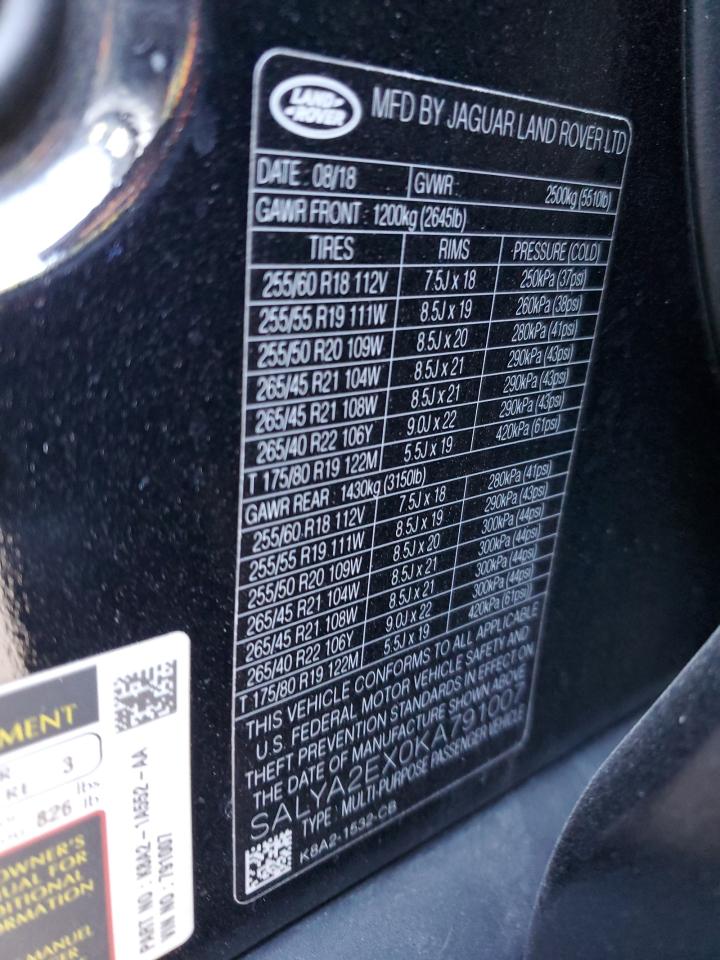 LAND ROVER
MFD BY JAGUAR LAND ROVER LTD
DATE : 08/18 GVWR : 2500kg (5510lb)
GAWR FRONT : 1200kg (2645lb)
TIRES RIMS PRESSURE (COLD)
255/60 R18 112V 7.5J x 18 250kPa (37psi)
255/55 R19 111W 8.5J x 19 260kPa (38psi)
255/50 R20 109W 8.5J x 20 280kPa (41psi)
265/45 R21 104W 8.5J x 21 290kPa (43psi)
265/45 R21 108W 8.5J x 21 290kPa (43psi)
265/40 R22 106Y 9.0J x 22 290kPa (43psi)
T 175/80 R19 122M 5.5J x 19 420kPa (61psi)
GAWR REAR : 1430kg (3150lb)
255/60 R18 112V 7.5J x 18 280kPa (41psi)
255/55 R19 111W 8.5J x 19 290kPa (43psi)
255/50 R20 109W 8.5J x 20 300kPa (44psi)
265/45 R21 104W 8.5J x 21 300kPa (44psi)
265/45 R21 108W 8.5J x 21 300kPa (44psi)
265/40 R22 106Y 9.0J x 22 300kPa (44psi)
T 175/80 R19 122M 5.5J x 19 420kPa (61psi)
THIS VEHICLE CONFORMS TO ALL APPLICABLE
U.S. FEDERAL MOTOR VEHICLE SAFETY AND
THEFT PREVENTION STANDARDS IN EFFECT ON
THE DATE OF MANUFACTURE SHOWN ABOVE
SALYA2EX0KA791007
TYPE : MULTI-PURPOSE PASSENGER VEHICLE
K8A2-1532-CB
MENT
3
lbs
826 lb
OWNER'S
UAL FOR
DITIONAL
ORMATION
MANUEL
PART NO : K8A2-1A552-AA
VIN NO : 791007